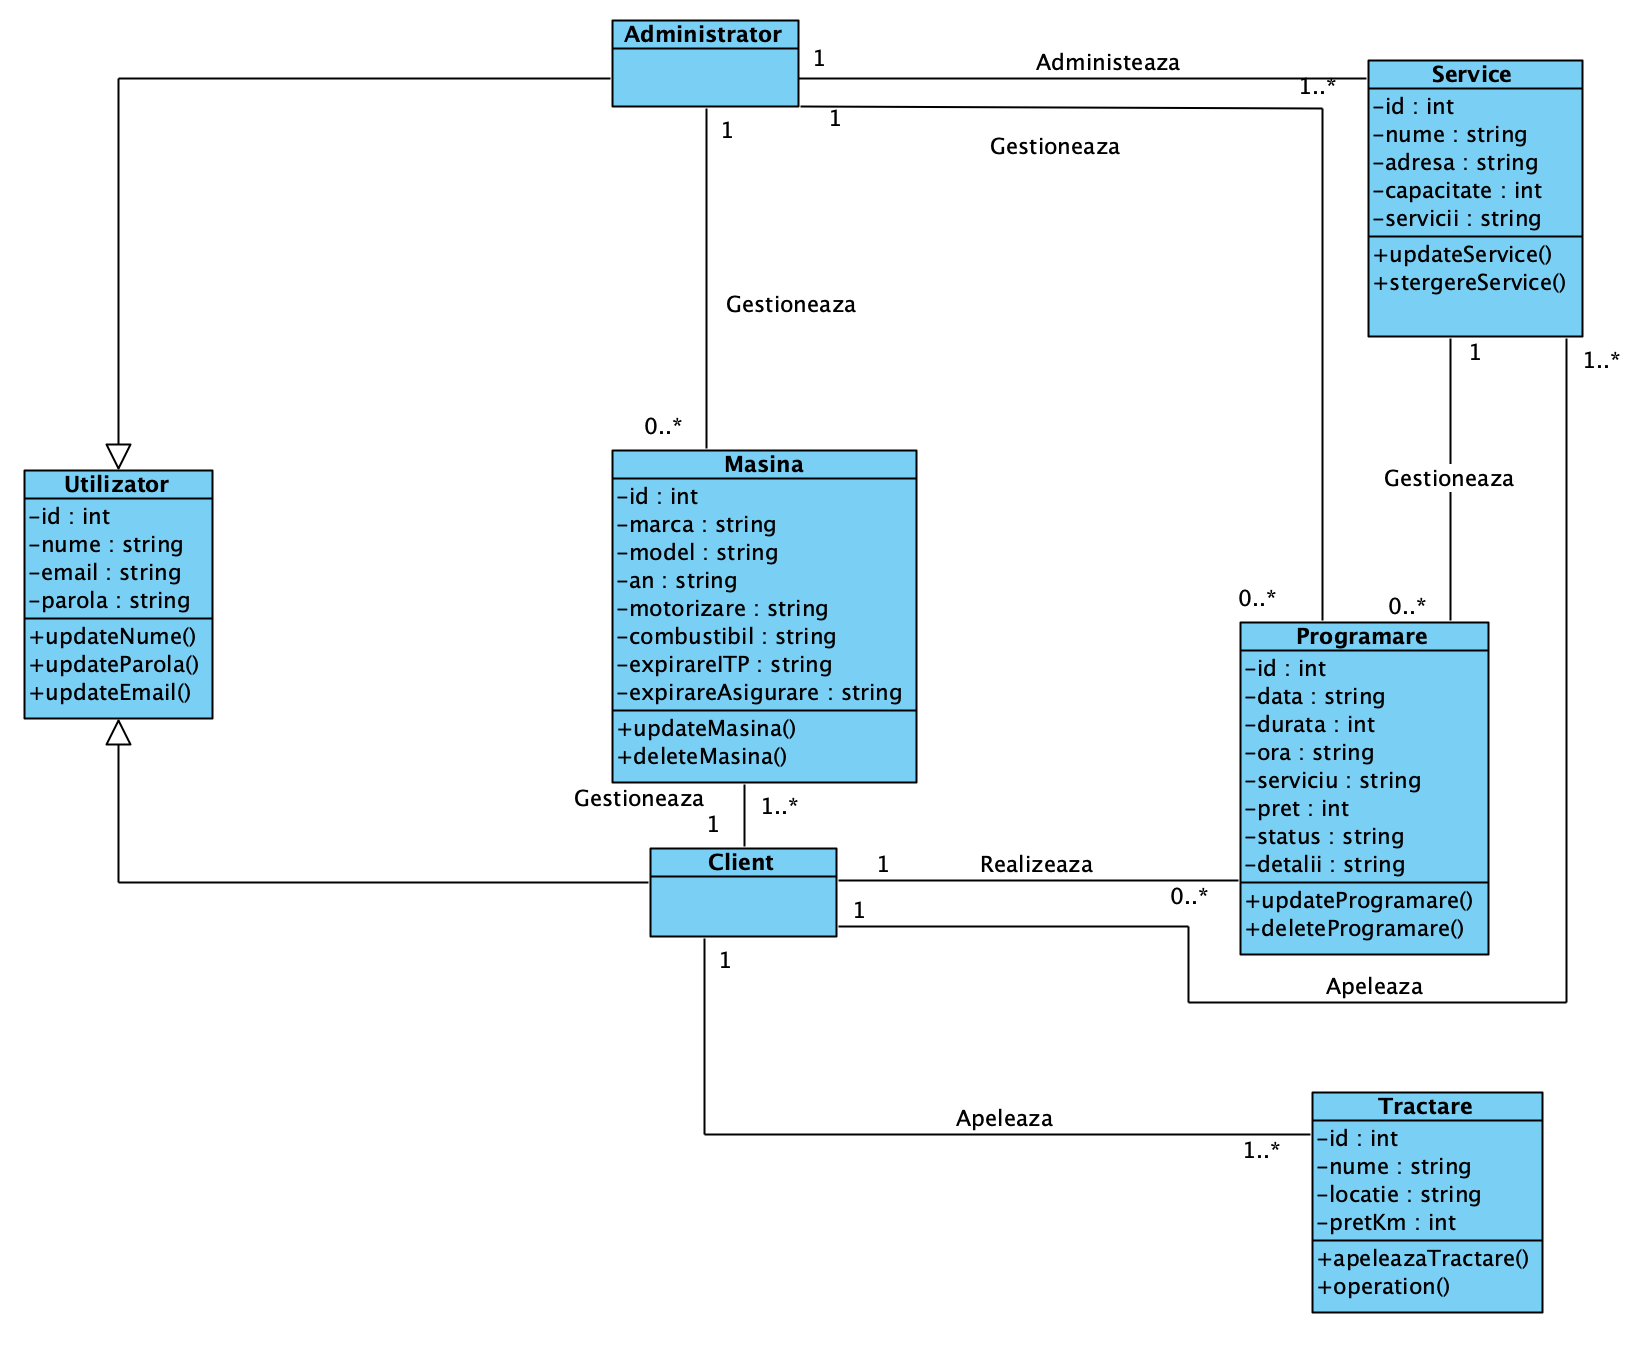 Administrator
1
Administeaza
1..*
1
Gestioneaza
1
Gestioneaza
0..*
Service
-id : int
-nume : string
-adresa : string
-capacitate : int
-servicii : string
+updateService()
+stergereService()
1
1..*
Gestioneaza
0..*
0..*
Utilizator
-id : int
-nume : string
-email : string
-parola : string
+updateNume()
+updateParola()
+updateEmail()
Masina
-id : int
-marca : string
-model : string
-an : string
-motorizare : string
-combustibil : string
-expirareITP : string
-expirareAsigurare : string
+updateMasina()
+deleteMasina()
Gestioneaza
1..*
1
Programare
-id : int
-data : string
-durata : int
-ora : string
-serviciu : string
-pret : int
-status : string
-detalii : string
+updateProgramare()
+deleteProgramare()
Client
1
Realizeaza
0..*
1
Apeleaza
1
Apeleaza
1..*
Tractare
-id : int
-nume : string
-locatie : string
-pretKm : int
+apeleazaTractare()
+operation()